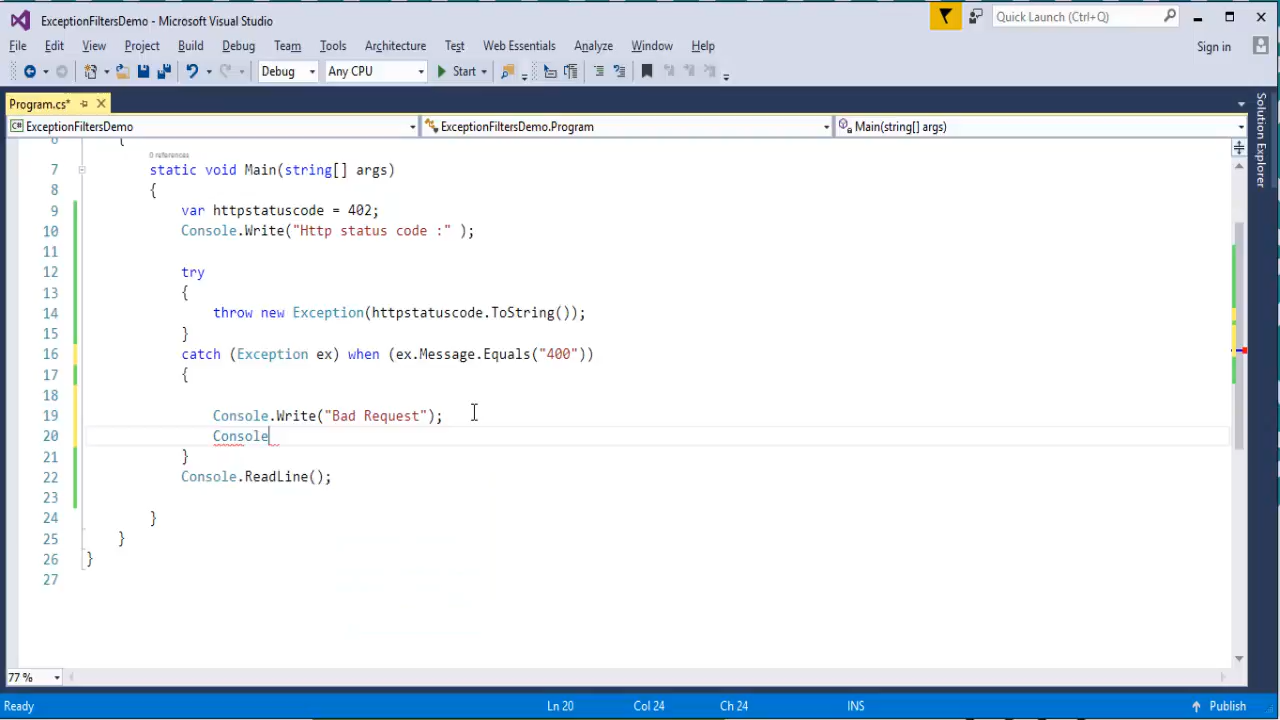 ExceptionFiltersDemo - Microsoft Visual Studio
Quick Launch (Ctrl+Q)
File Edit View Project Build Debug Team Tools Architecture Test Web Essentials Analyze Window Help
Sign in
Debug Any CPU Start
Program.cs*
ExceptionFiltersDemo ExceptionFiltersDemo.Program Main(string[] args)
Solution Explorer
6 {
0 references
7 static void Main(string[] args)
8 {
9 var httpstatuscode = 402;
10 Console.Write("Http status code :" );
11
12 try
13 {
14 throw new Exception(httpstatuscode.ToString());
15 }
16 catch (Exception ex) when (ex.Message.Equals("400"))
17 {
18
19 Console.Write("Bad Request");
20 Console
21 }
22 Console.ReadLine();
23
24 }
25 }
26 }
27
77 %
Ready Ln 20 Col 24 Ch 24 INS Publish